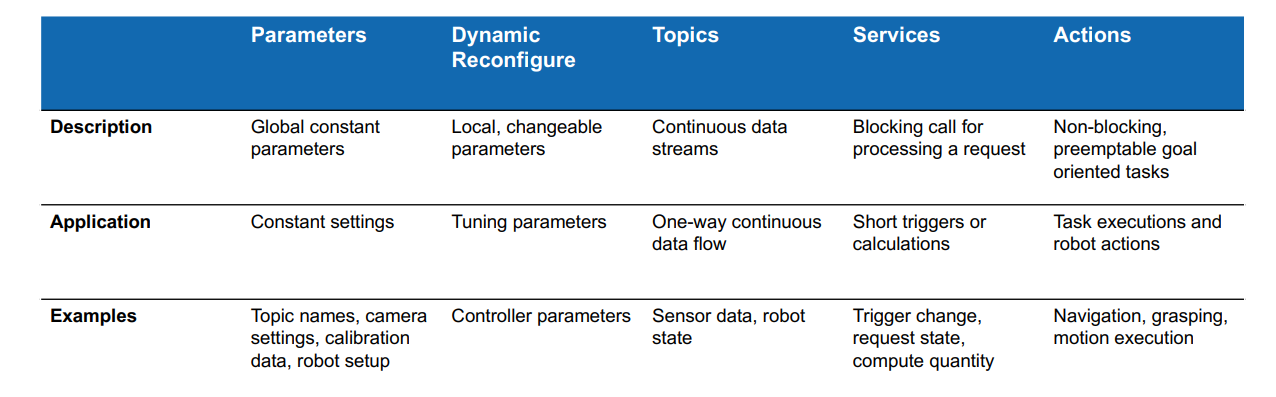 Parameters
Dynamic
Reconfigure
Topics
Services
Actions
Description
Global constant
parameters
Local, changeable
parameters
Continuous data
streams
Blocking call for
processing a request
Non-blocking,
preemptable goal
oriented tasks
Application
Constant settings
Tuning parameters
One-way continuous
data flow
Short triggers or
calculations
Task executions and
robot actions
Examples
Topic names, camera
settings, calibration
data, robot setup
Controller parameters
Sensor data, robot
state
Trigger change,
request state,
compute quantity
Navigation, grasping,
motion execution